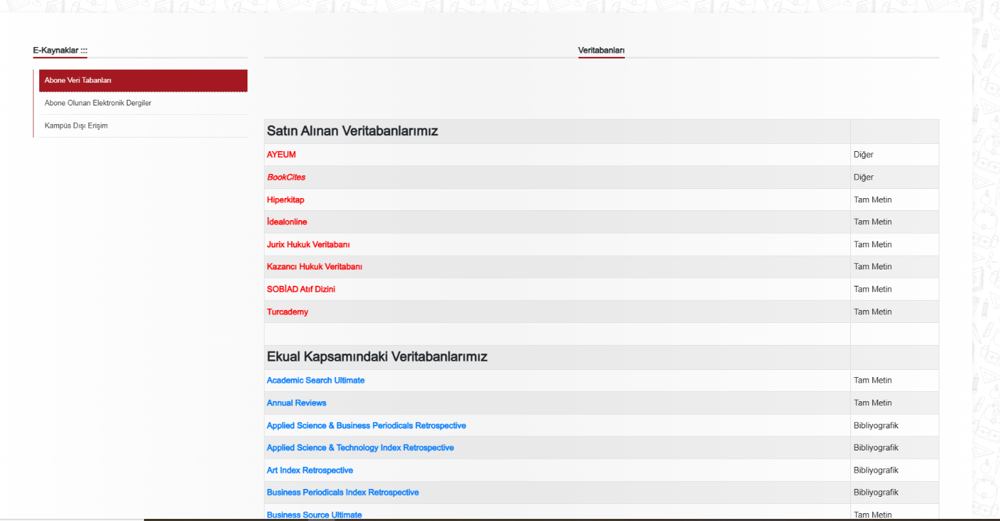 E-Kaynaklar :::
Abone Veri Tabanları
Abone Olunan Elektronik Dergiler
Kampüs Dışı Erişim
Veritabanları
Satın Alınan Veritabanlarımız
AYEUM Diğer
BookCites Diğer
Hiperkitap Tam Metin
İdealonline Tam Metin
Jurix Hukuk Veritabanı Tam Metin
Kazancı Hukuk Veritabanı Tam Metin
SOBİAD Atıf Dizini Tam Metin
Turcademy Tam Metin
Ekual Kapsamındaki Veritabanlarımız
Academic Search Ultimate Tam Metin
Annual Reviews Tam Metin
Applied Science & Business Periodicals Retrospective Bibliyografik
Applied Science & Technology Index Retrospective Bibliyografik
Art Index Retrospective Bibliyografik
Business Periodicals Index Retrospective Bibliyografik
Business Source Ultimate Tam Metin